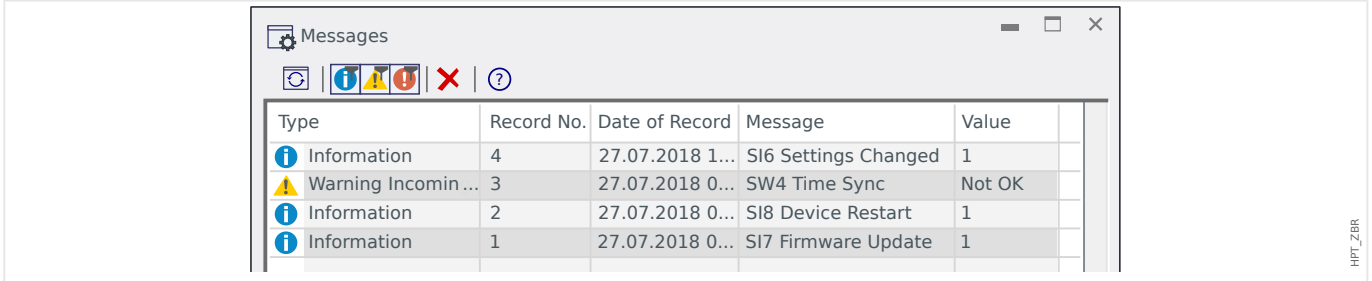 Messages
Type Record No. Date of Record Message Value
Information 4 27.07.2018 1... SI6 Settings Changed 1
Warning Incomin ... 3 27.07.2018 0... SW4 Time Sync Not OK
Information 2 27.07.2018 0... SI8 Device Restart 1
Information 1 27.07.2018 0... SI7 Firmware Update 1
HPT_ZBR